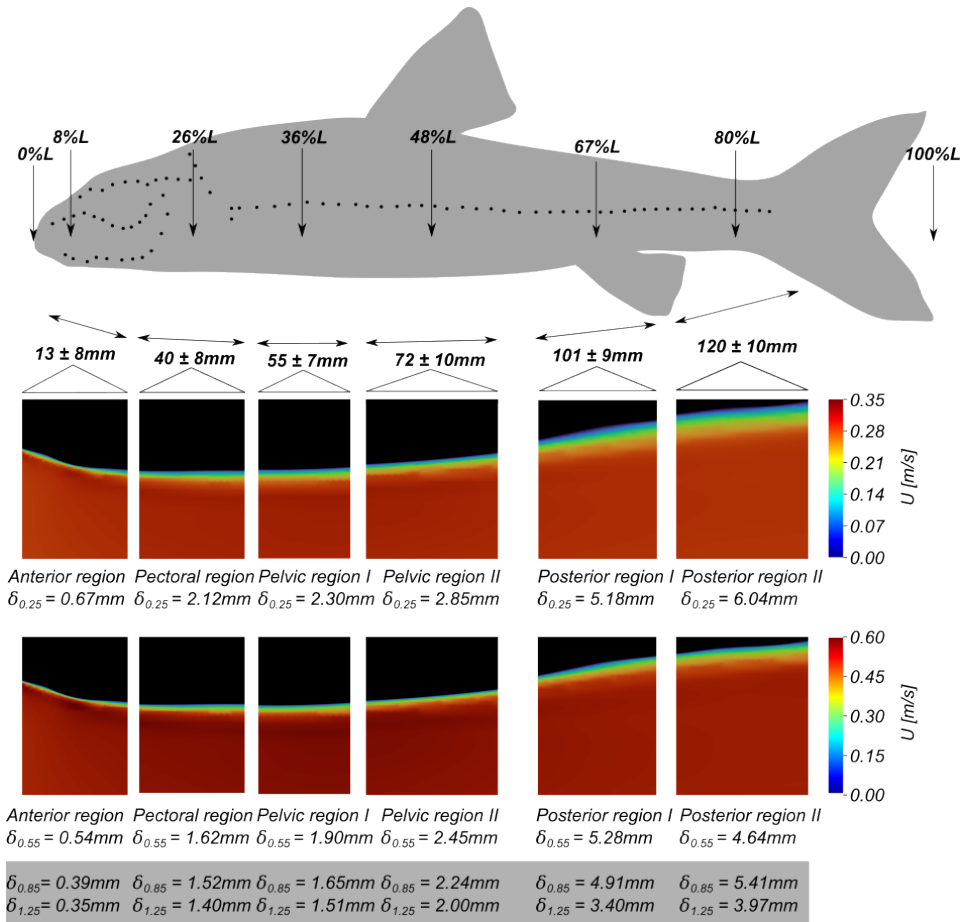 0%L 8%L 26%L 36%L 48%L 67%L 80%L 100%L
13 ± 8mm 40 ± 8mm 55 ± 7mm 72 ± 10mm 101 ± 9mm 120 ± 10mm
0.35
0.28
0.21
0.14
0.07
0.00
U [m/s]
Anterior region Pectoral region Pelvic region I Pelvic region II Posterior region I Posterior region II
δ0.25 = 0.67mm δ0.25 = 2.12mm δ0.25 = 2.30mm δ0.25 = 2.85mm δ0.25 = 5.18mm δ0.25 = 6.04mm
0.60
0.45
0.30
0.15
0.00
U [m/s]
Anterior region Pectoral region Pelvic region I Pelvic region II Posterior region I Posterior region II
δ0.55 = 0.54mm δ0.55 = 1.62mm δ0.55 = 1.90mm δ0.55 = 2.45mm δ0.55 = 5.28mm δ0.55 = 4.64mm
δ0.85 = 0.39mm δ0.85 = 1.52mm δ0.85 = 1.65mm δ0.85 = 2.24mm δ0.85 = 4.91mm δ0.85 = 5.41mm
δ1.25 = 0.35mm δ1.25 = 1.40mm δ1.25 = 1.51mm δ1.25 = 2.00mm δ1.25 = 3.40mm δ1.25 = 3.97mm